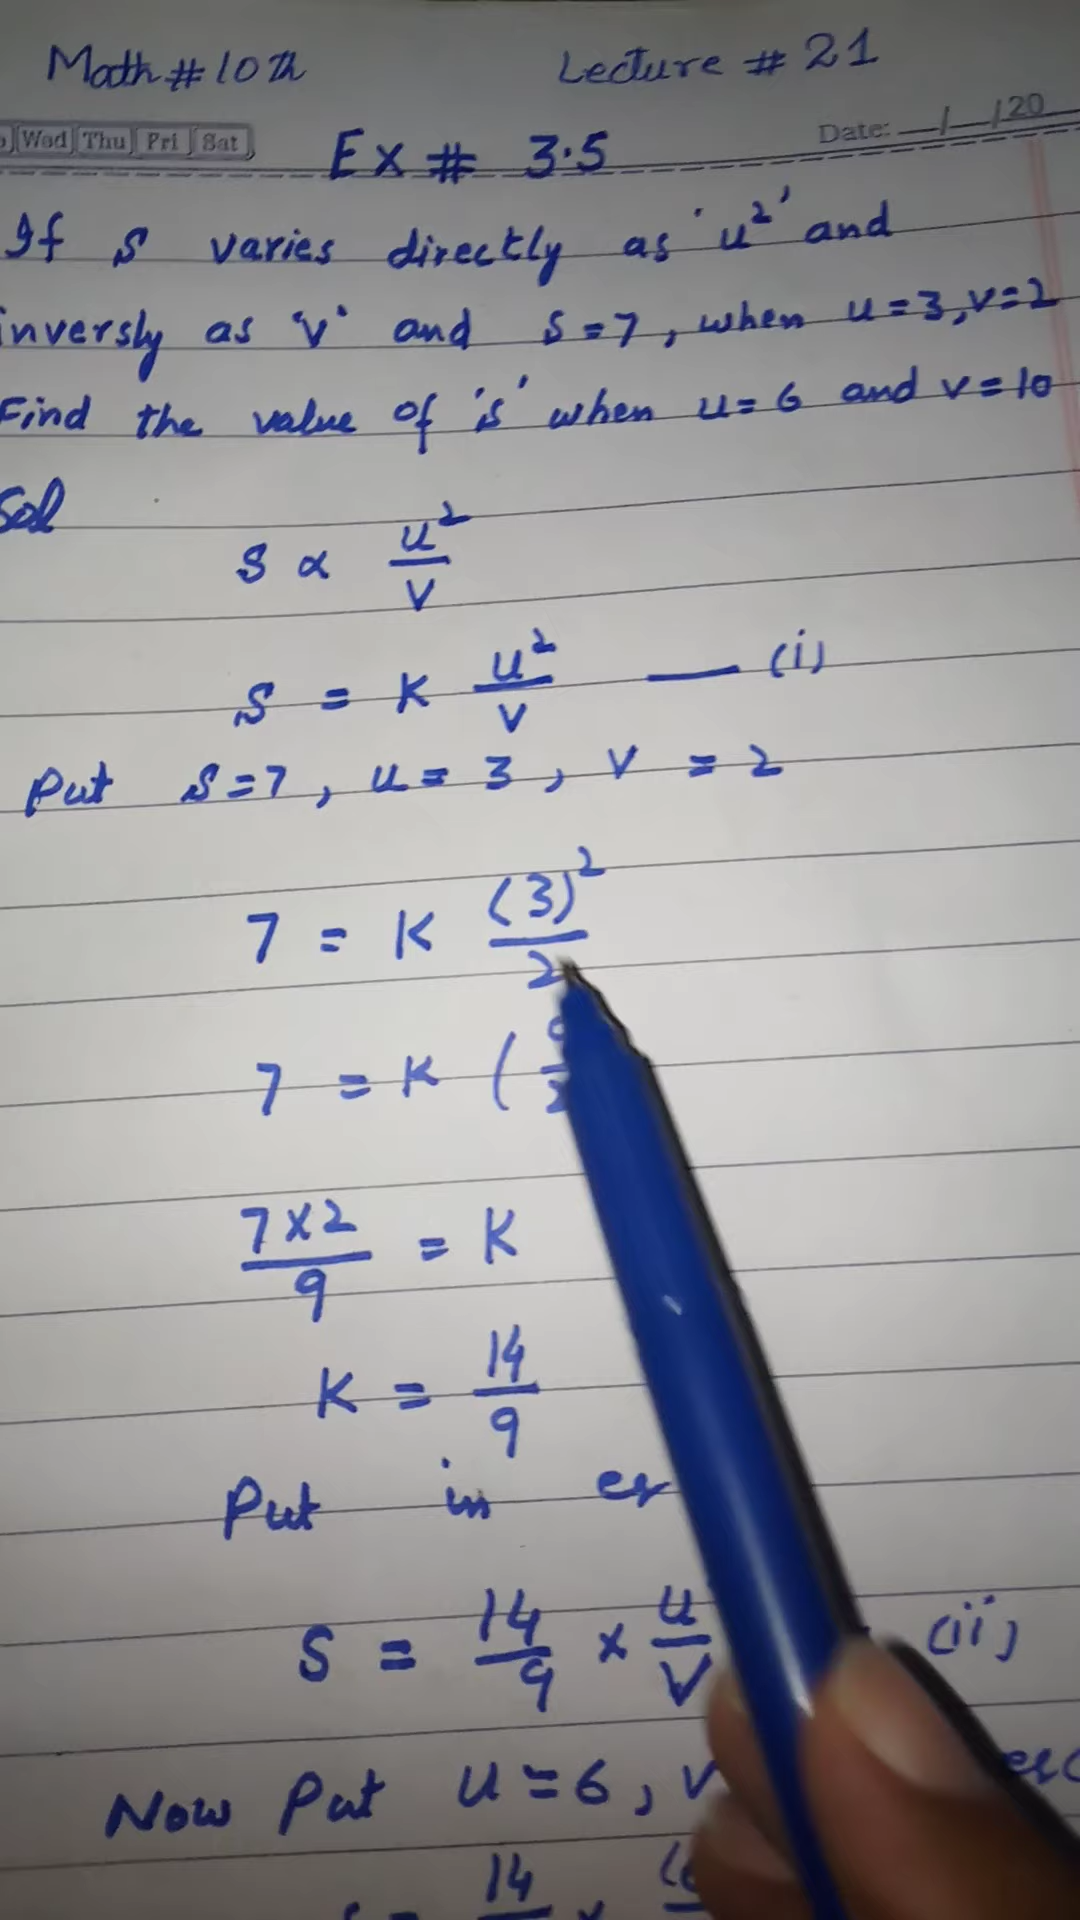 Math # 10th Lecture # 21
Wed Thu Fri Sat Date: __/__/20
Ex # 3.5
If S varies directly as 'u²' and
inversly as 'v' and S=7, when u=3, v=2
Find the value of 's' when u=6 and v=10
Sol
S ∝ u²/v
S = K u²/v — (i)
Put S=7, u=3, v=2
7 = K (3)²/2
7 = K (
7×2/9 = K
K = 14/9
Put in
S = 14/9 × u/v (ii)
Now Put u=6, v
14